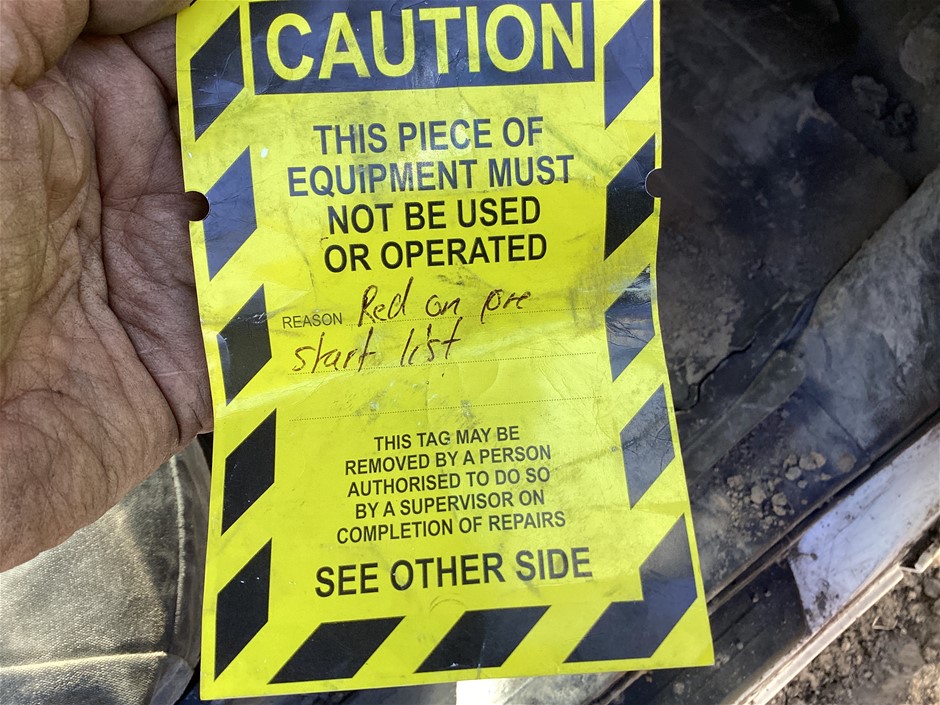 CAUTION
THIS PIECE OF
EQUIPMENT MUST
NOT BE USED
OR OPERATED
REASON Red on pre
start list
THIS TAG MAY BE
REMOVED BY A PERSON
AUTHORISED TO DO SO
BY A SUPERVISOR ON
COMPLETION OF REPAIRS
SEE OTHER SIDE